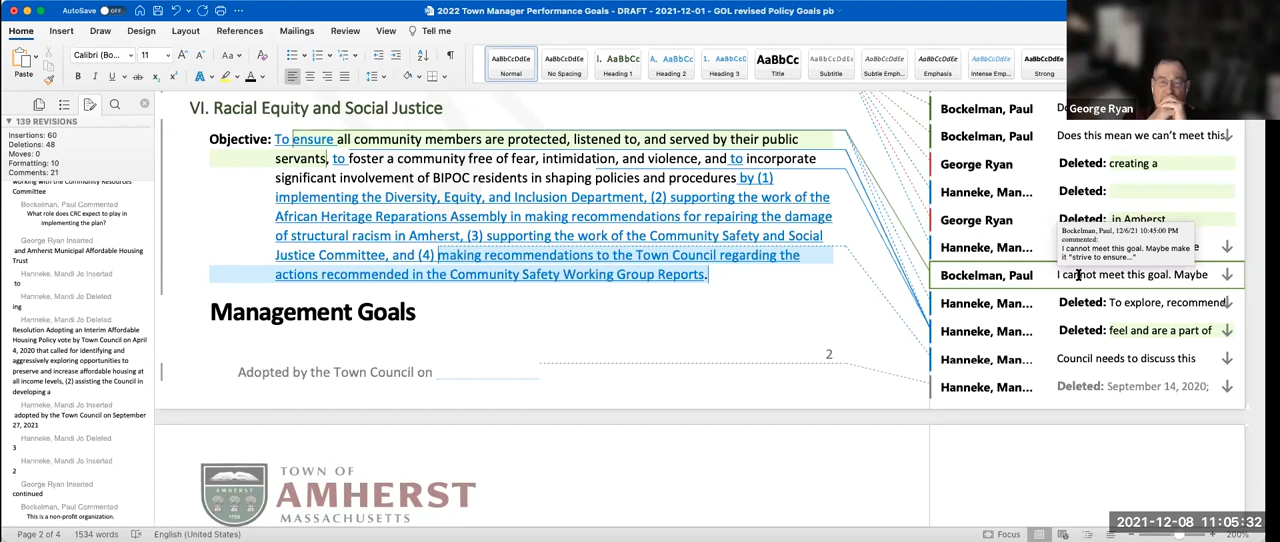 AutoSave OFF
2022 Town Manager Performance Goals - DRAFT - 2021-12-01 - GOL revised Policy Goals pb
Home Insert Draw Design Layout References Mailings Review View Tell me
Paste
Calibri (Bo... 11
AaBbCcDdEe Normal
AaBbCcDdEe No Spacing
I. AaBbC Heading 1
A. AaBbC Heading 2
I. AaBbC Heading 3
AaBbCc Title
AaBbCcDdEe Subtitle
AaBbCcDdEe Subtle Emph...
AaBbCcDdEe Emphasis
AaBbCcDdEe Intense Emp...
AaBbCcDdEe Strong
George Ryan
139 REVISIONS
Insertions: 60
Deletions: 48
Moves: 0
Formatting: 10
Comments: 21
working with the Community Resources
Committee
Bockelman, Paul Commented
What role does CRC expect to play in
implementing the plan?
George Ryan Inserted
and Amherst Municipal Affordable Housing
Trust
Hanneke, Mandi Jo Inserted
to
Hanneke, Mandi Jo Deleted
ing
Hanneke, Mandi Jo Inserted
Resolution Adopting an Interim Affordable
Housing Policy vote by Town Council on April
4, 2020 that called for identifying and
aggressively exploring opportunities to
preserve and increase affordable housing at
all income levels, (2) assisting the Council in
developing a
Hanneke, Mandi Jo Inserted
adopted by the Town Council on September
27, 2021
Hanneke, Mandi Jo Deleted
3
Hanneke, Mandi Jo Inserted
2
George Ryan Inserted
continued
Bockelman, Paul Commented
This is a non-profit organization.
VI. Racial Equity and Social Justice
Objective: To ensure all community members are protected, listened to, and served by their public
servants, to foster a community free of fear, intimidation, and violence, and to incorporate
significant involvement of BIPOC residents in shaping policies and procedures by (1)
implementing the Diversity, Equity, and Inclusion Department, (2) supporting the work of the
African Heritage Reparations Assembly in making recommendations for repairing the damage
of structural racism in Amherst, (3) supporting the work of the Community Safety and Social
Justice Committee, and (4) making recommendations to the Town Council regarding the
actions recommended in the Community Safety Working Group Reports.
Management Goals
2
Adopted by the Town Council on
Bockelman, Paul
Bockelman, Paul Does this mean we can't meet this
George Ryan Deleted: creating a
Hanneke, Man... Deleted:
George Ryan Deleted: in Amherst
Hanneke, Man...
Bockelman, Paul, 12/6/21 10:45:00 PM
commented:
I cannot meet this goal. Maybe make
it "strive to ensure..."
Bockelman, Paul I cannot meet this goal. Maybe
Hanneke, Man... Deleted: To explore, recommend
Hanneke, Man... Deleted: feel and are a part of
Hanneke, Man... Council needs to discuss this
Hanneke, Man... Deleted: September 14, 2020;
TOWN OF
AMHERST
MASSACHUSETTS
Page 2 of 4 1534 words English (United States) Focus 200%
2021-12-08 11:05:32